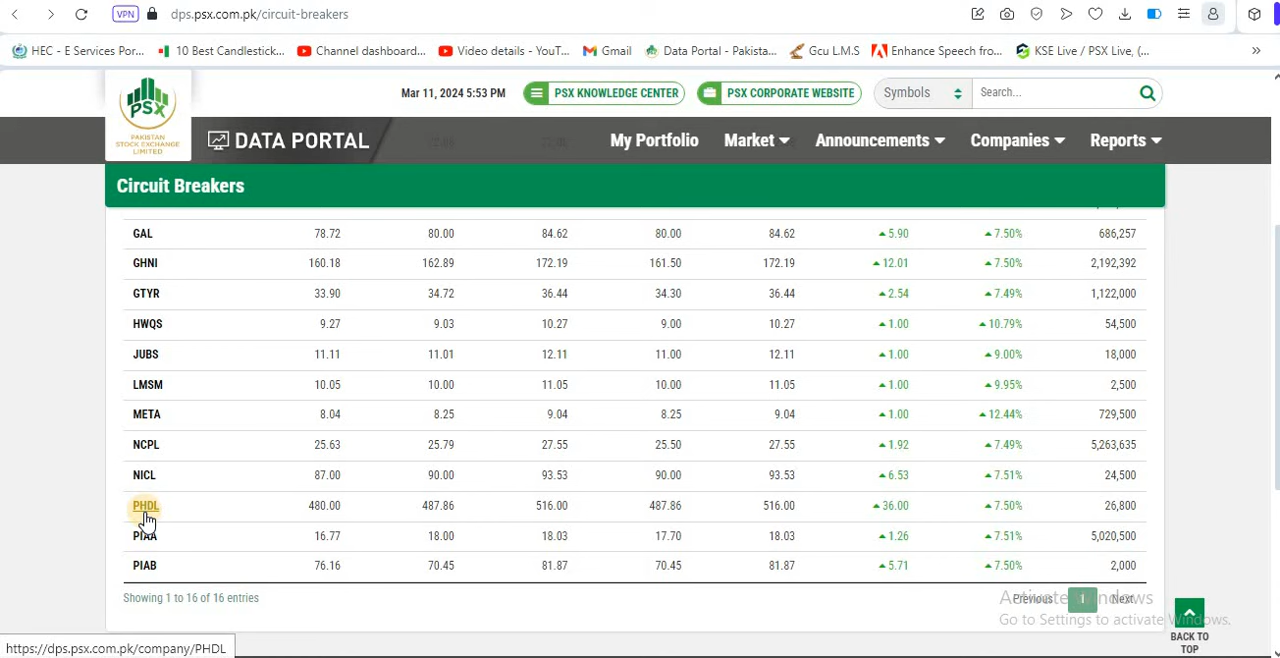 VPN dps.psx.com.pk/circuit-breakers
HEC - E Services Por... 10 Best Candlestick... Channel dashboard... Video details - YouT... Gmail Data Portal - Pakista... Gcu L.M.S Enhance Speech fro... KSE Live / PSX Live, (... »
PSX
PAKISTAN
STOCK EXCHANGE
LIMITED
Mar 11, 2024 5:53 PM PSX KNOWLEDGE CENTER PSX CORPORATE WEBSITE Symbols Search...
DATA PORTAL My Portfolio Market Announcements Companies Reports
Circuit Breakers
GAL 78.72 80.00 84.62 80.00 84.62 5.90 7.50% 686,257
GHNI 160.18 162.89 172.19 161.50 172.19 12.01 7.50% 2,192,392
GTYR 33.90 34.72 36.44 34.30 36.44 2.54 7.49% 1,122,000
HWQS 9.27 9.03 10.27 9.00 10.27 1.00 10.79% 54,500
JUBS 11.11 11.01 12.11 11.00 12.11 1.00 9.00% 18,000
LMSM 10.05 10.00 11.05 10.00 11.05 1.00 9.95% 2,500
META 8.04 8.25 9.04 8.25 9.04 1.00 12.44% 729,500
NCPL 25.63 25.79 27.55 25.50 27.55 1.92 7.49% 5,263,635
NICL 87.00 90.00 93.53 90.00 93.53 6.53 7.51% 24,500
PHDL 480.00 487.86 516.00 487.86 516.00 36.00 7.50% 26,800
PIAA 16.77 18.00 18.03 17.70 18.03 1.26 7.51% 5,020,500
PIAB 76.16 70.45 81.87 70.45 81.87 5.71 7.50% 2,000
Showing 1 to 16 of 16 entries Previous 1 Next
Activate Windows
Go to Settings to activate Windows.
BACK TO
TOP
https://dps.psx.com.pk/company/PHDL